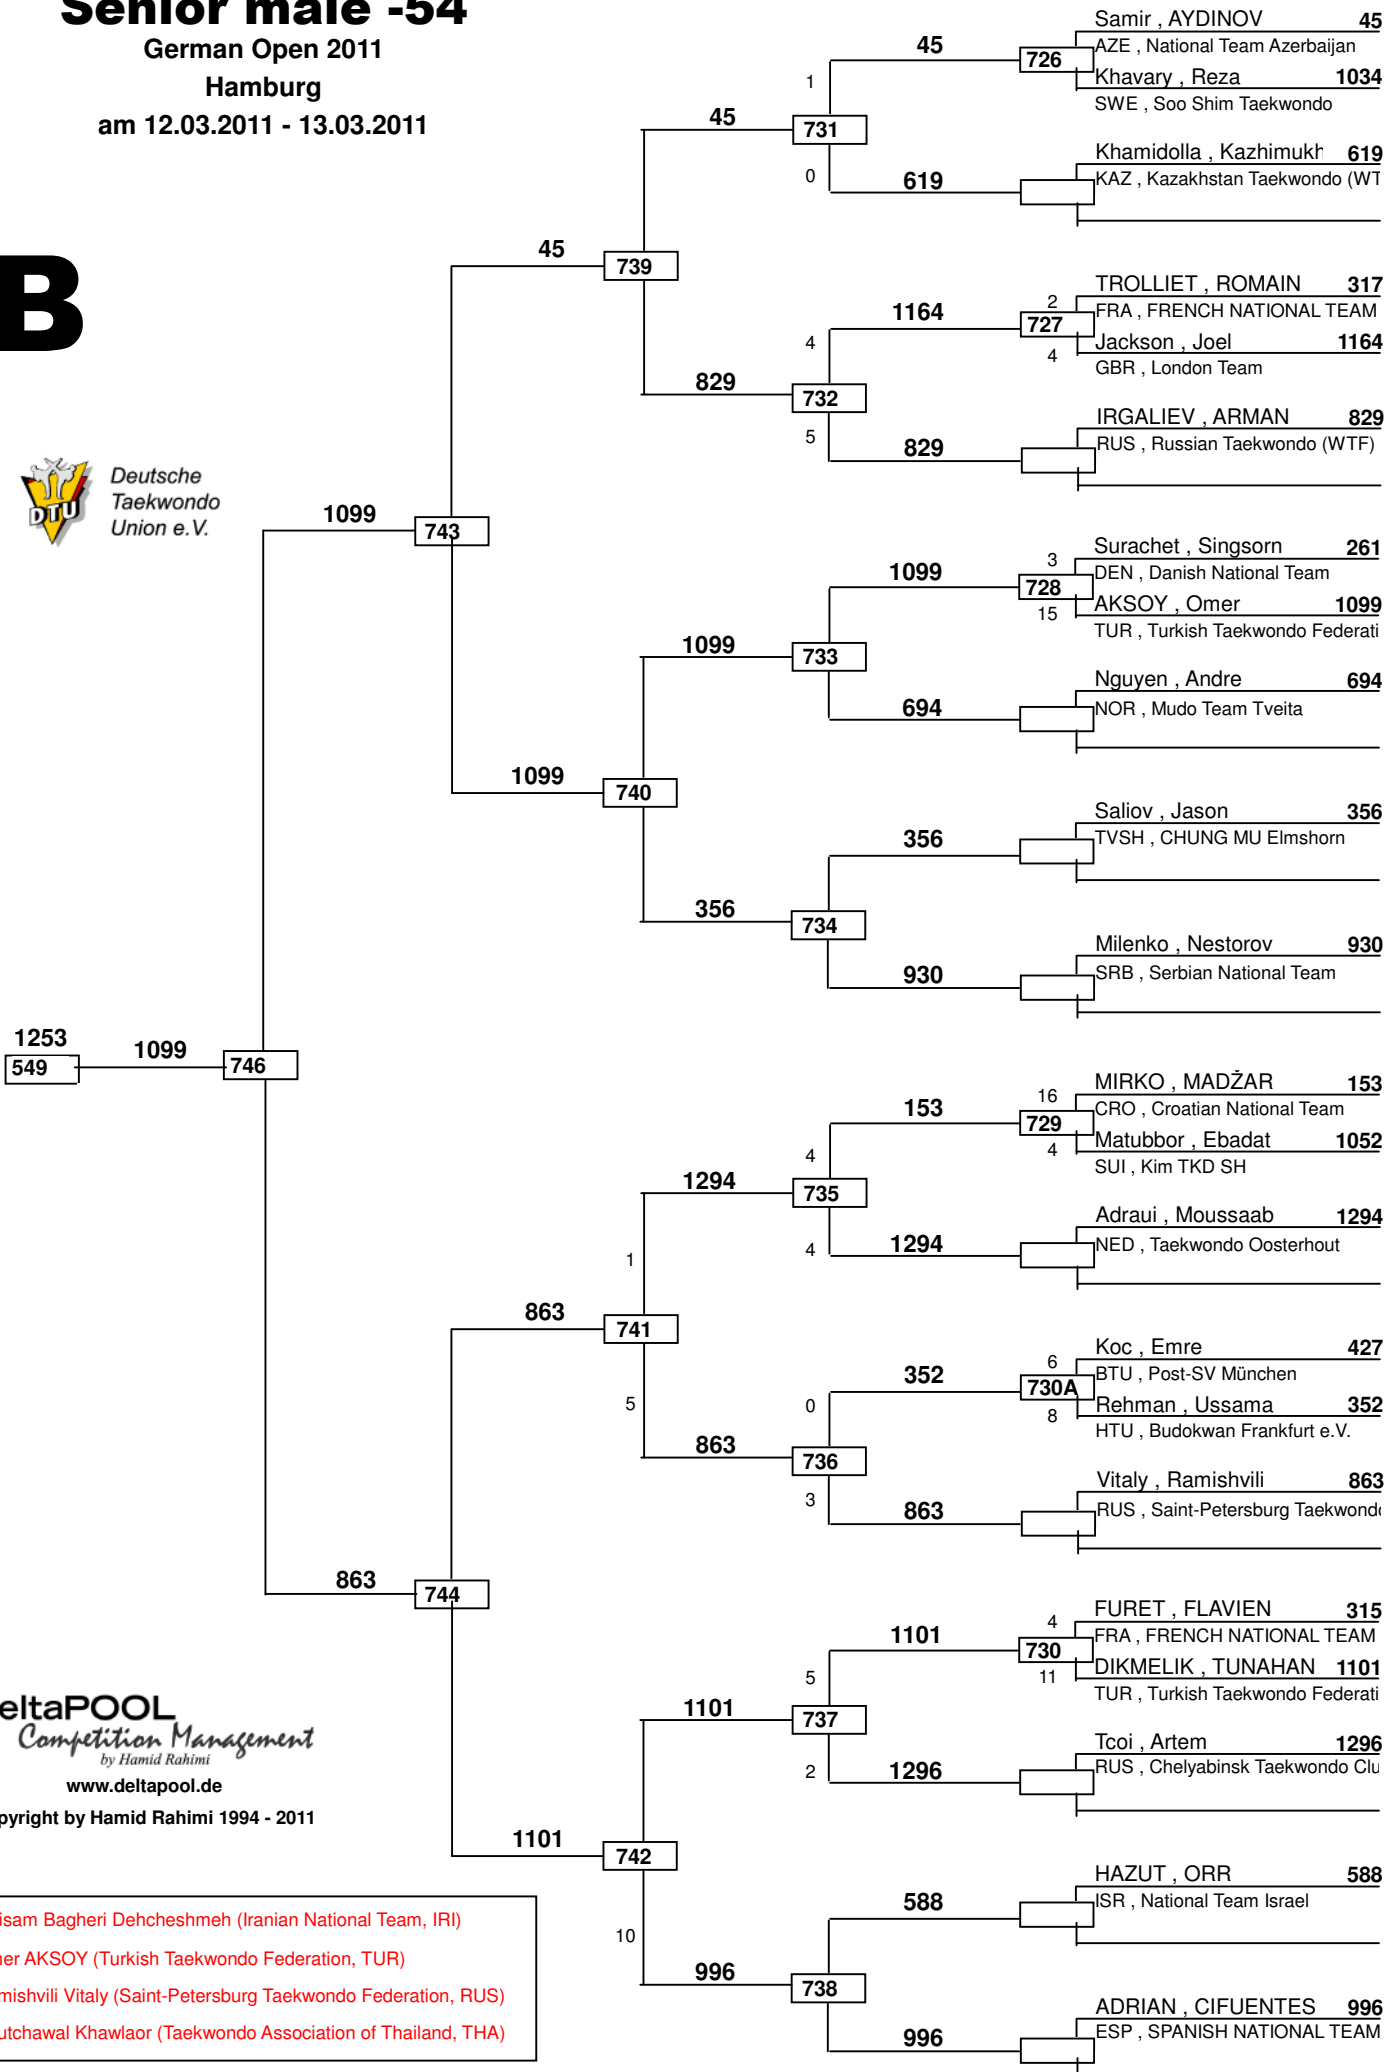 Senior male -54
German Open 2011
Hamburg
am 12.03.2011 - 13.03.2011
B
DTU
Deutsche
Taekwondo
Union e.V.
Samir , AYDINOV 45
AZE , National Team Azerbaijan
726
45
Khavary , Reza 1034
SWE , Soo Shim Taekwondo
1
731
45
0
Khamidolla , Kazhimukh 619
KAZ , Kazakhstan Taekwondo (WT
619
739
45
TROLLIET , ROMAIN 317
2
FRA , FRENCH NATIONAL TEAM
727
1164
Jackson , Joel 1164
4
GBR , London Team
4
732
829
5
IRGALIEV , ARMAN 829
RUS , Russian Taekwondo (WTF)
829
743
1099
Surachet , Singsorn 261
3
DEN , Danish National Team
728
1099
AKSOY , Omer 1099
15
TUR , Turkish Taekwondo Federati
733
1099
Nguyen , Andre 694
NOR , Mudo Team Tveita
694
740
1099
Saliov , Jason 356
TVSH , CHUNG MU Elmshorn
356
734
356
Milenko , Nestorov 930
SRB , Serbian National Team
930
1253
549
1099
746
MIRKO , MADŽAR 153
16
CRO , Croatian National Team
729
153
Matubbor , Ebadat 1052
4
SUI , Kim TKD SH
4
735
1294
4
Adraui , Moussaab 1294
NED , Taekwondo Oosterhout
1294
1
741
863
5
Koc , Emre 427
6
BTU , Post-SV München
730A
352
Rehman , Ussama 352
8
HTU , Budokwan Frankfurt e.V.
0
736
863
3
Vitaly , Ramishvili 863
RUS , Saint-Petersburg Taekwondo
863
744
863
FURET , FLAVIEN 315
4
FRA , FRENCH NATIONAL TEAM
730
1101
DIKMELIK , TUNAHAN 1101
11
TUR , Turkish Taekwondo Federati
5
737
1101
2
Tcoi , Artem 1296
RUS , Chelyabinsk Taekwondo Clu
1296
742
1101
10
HAZUT , ORR 588
ISR , National Team Israel
588
738
996
ADRIAN , CIFUENTES 996
ESP , SPANISH NATIONAL TEAM
996
eltaPOOL
Competition Management
by Hamid Rahimi
www.deltapool.de
pyright by Hamid Rahimi 1994 - 2011
isam Bagheri Dehcheshmeh (Iranian National Team, IRI)
ner AKSOY (Turkish Taekwondo Federation, TUR)
mishvili Vitaly (Saint-Petersburg Taekwondo Federation, RUS)
utchawal Khawlaor (Taekwondo Association of Thailand, THA)